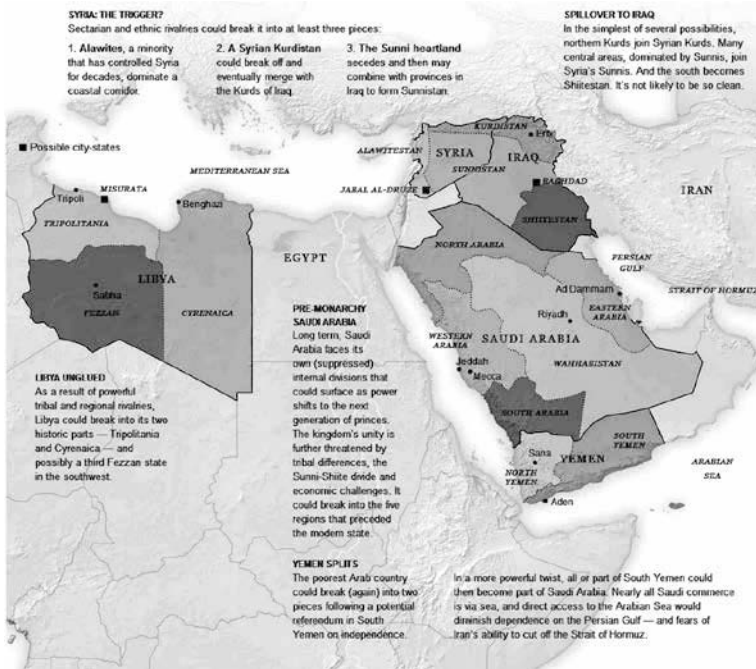 SYRIA: THE TRIGGER?
Sectarian and ethnic rivalries could break it into at least three pieces:
1. Alawites, a minority
that has controlled Syria
for decades, dominate a
coastal corridor.
2. A Syrian Kurdistan
could break off and
eventually merge with
the Kurds of Iraq.
3. The Sunni heartland
secedes and then may
combine with provinces in
Iraq to form Sunnistan.
SPILLOVER TO IRAQ
In the simplest of several possibilities,
northern Kurds join Syrian Kurds. Many
central areas, dominated by Sunnis, join
Syria's Sunnis. And the south becomes
Shiitestan. It's not likely to be so clean.
Possible city-states
MEDITERRANEAN SEA
KURDISTAN
Erbil
ALAWITESTAN
SYRIA
IRAQ
SUNNISTAN
BAGHDAD
JABAL AL-DRUZE
IRAN
SHIITESTAN
Tripoli
MISURATA
Benghazi
TRIPOLITANIA
LIBYA
Sabha
FEZZAN
CYRENAICA
EGYPT
NORTH ARABIA
PERSIAN
GULF
STRAIT OF HORMUZ
Ad Dammam
EASTERN
ARABIA
Riyadh
SAUDI ARABIA
WESTERN
ARABIA
WAHHABISTAN
Jeddah
Mecca
SOUTH ARABIA
SOUTH
YEMEN
Sana
YEMEN
NORTH
YEMEN
Aden
ARABIAN
SEA
LIBYA UNGLUED
As a result of powerful
tribal and regional rivalries,
Libya could break into its two
historic parts — Tripolitania
and Cyrenaica — and
possibly a third Fezzan state
in the southwest.
PRE-MONARCHY
SAUDI ARABIA
Long term, Saudi
Arabia faces its
own (suppressed)
internal divisions that
could surface as power
shifts to the next
generation of princes.
The kingdom's unity is
further threatened by
tribal differences, the
Sunni-Shiite divide and
economic challenges. It
could break into the five
regions that preceded
the modern state.
YEMEN SPLITS
The poorest Arab country
could break (again) into two
pieces following a potential
referendum in South
Yemen on independence.
In a more powerful twist, all or part of South Yemen could
then become part of Saudi Arabia. Nearly all Saudi commerce
is via sea, and direct access to the Arabian Sea would
diminish dependence on the Persian Gulf — and fears of
Iran's ability to cut off the Strait of Hormuz.